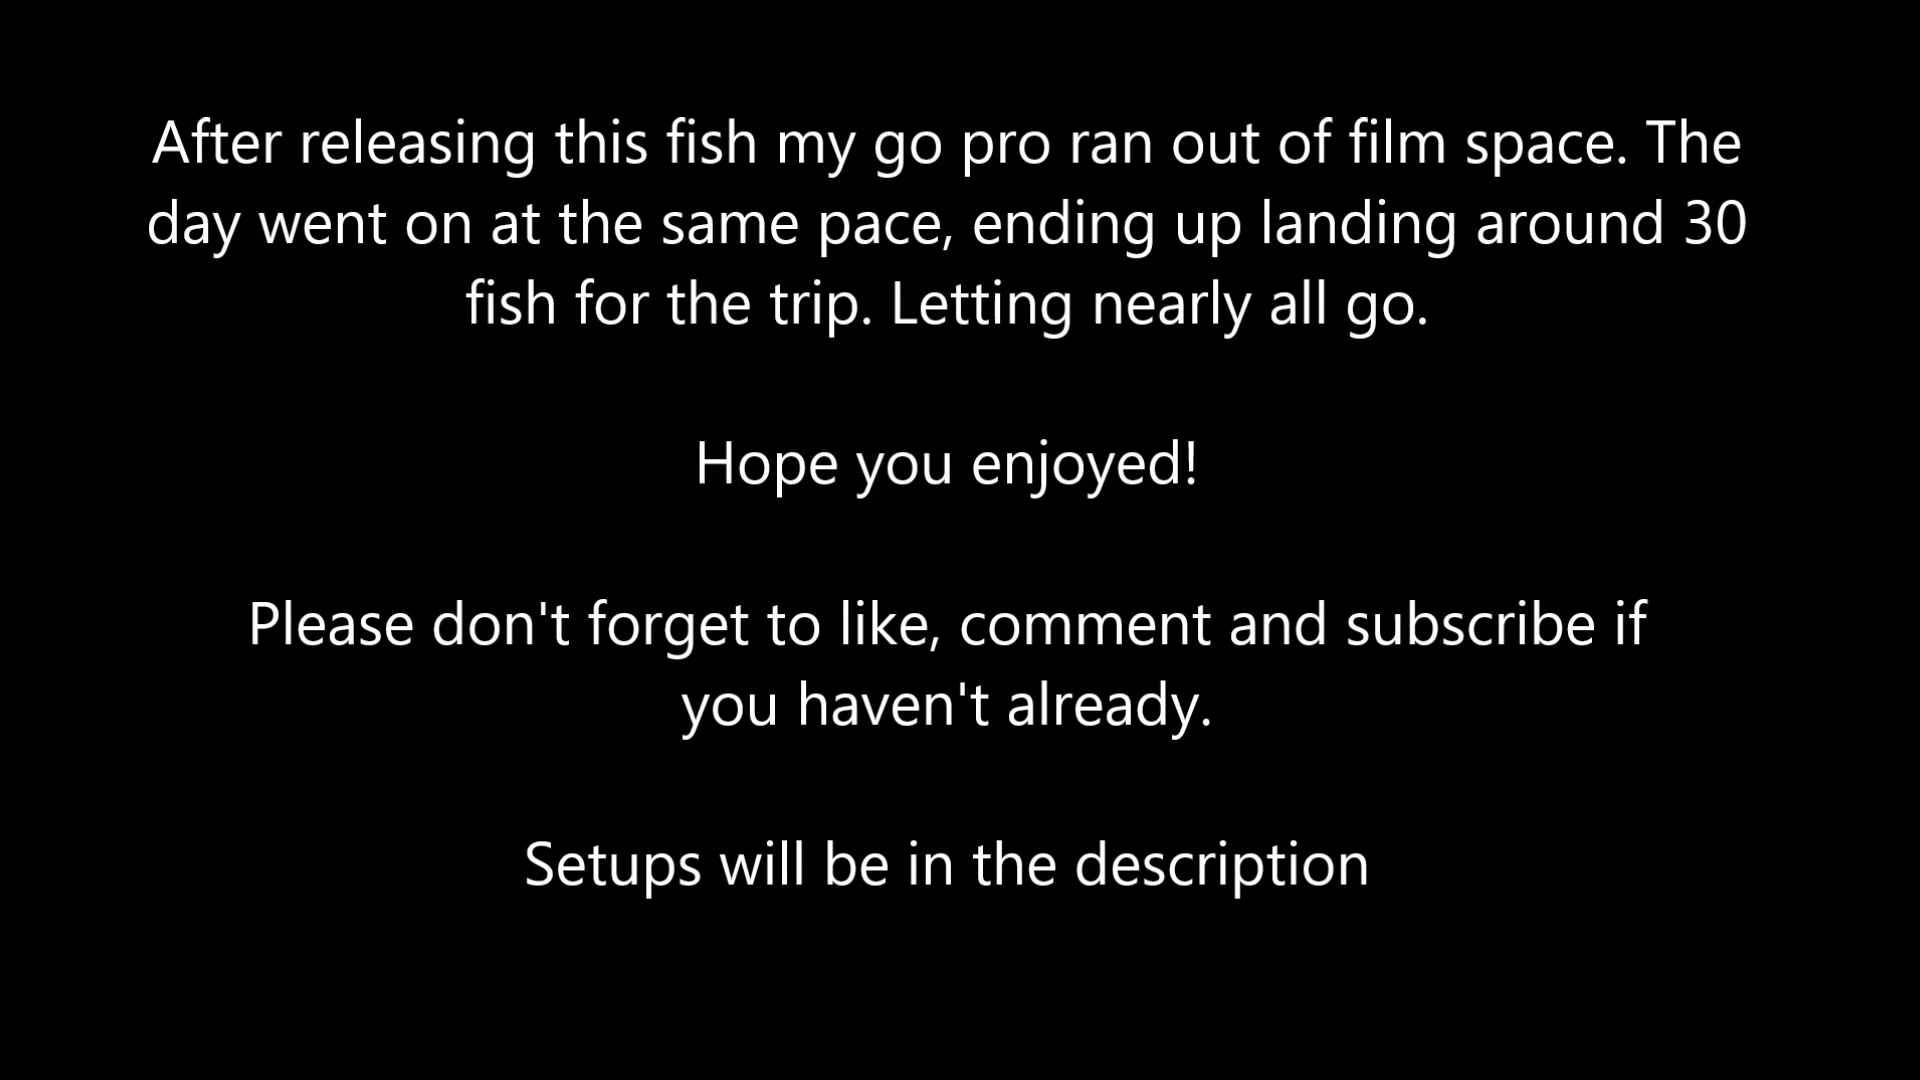 After releasing this fish my go pro ran out of film space. The
day went on at the same pace, ending up landing around 30
fish for the trip. Letting nearly all go.
Hope you enjoyed!
Please don't forget to like, comment and subscribe if
you haven't already.
Setups will be in the description